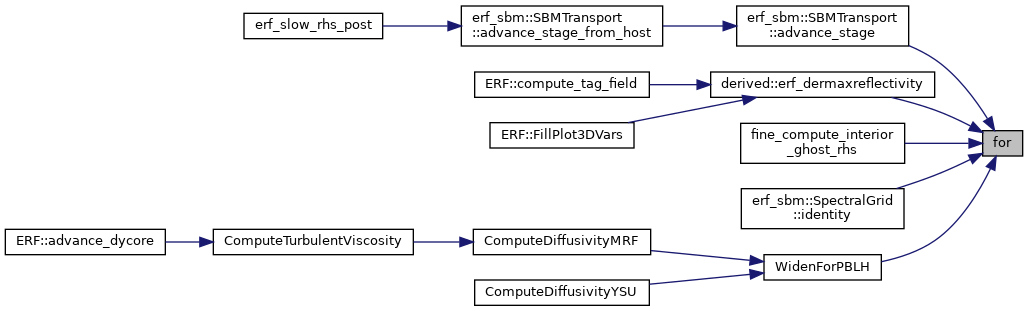 erf_slow_rhs_post
erf_sbm::SBMTransport
::advance_stage_from_host
erf_sbm::SBMTransport
::advance_stage
ERF::compute_tag_field
derived::erf_dermaxreflectivity
ERF::FillPlot3DVars
fine_compute_interior
_ghost_rhs
for
erf_sbm::SpectralGrid
::identity
ERF::advance_dycore
ComputeTurbulentViscosity
ComputeDiffusivityMRF
WidenForPBLH
ComputeDiffusivityYSU